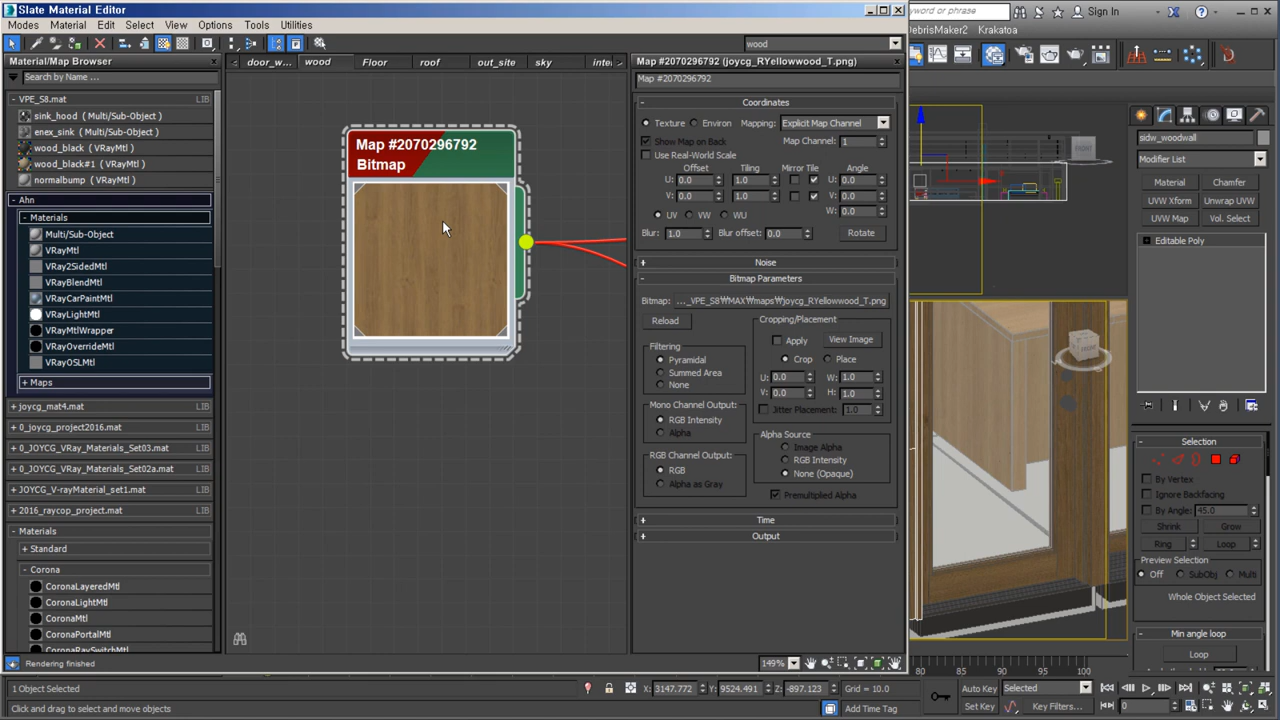 Slate Material Editor
Modes Material Edit Select View Options Tools Utilities
wood
Material/Map Browser
Search by Name ...
- VPE_S8.mat LIB
sink_hood ( Multi/Sub-Object )
enex_sink ( Multi/Sub-Object )
wood_black ( VRayMtl )
wood_black#1 ( VRayMtl )
normalbump ( VRayMtl )
- Ahn
- Materials
Multi/Sub-Object
VRayMtl
VRay2SidedMtl
VRayBlendMtl
VRayCarPaintMtl
VRayLightMtl
VRayMtlWrapper
VRayOverrideMtl
VRayOSLMtl
+ Maps
+ joycg_mat4.mat LIB
+ 0_joycg_project2016.mat LIB
+ 0_JOYCG_VRay_Materials_Set03.mat LIB
+ 0_JOYCG_VRay_Materials_Set02a.mat LIB
+ JOYCG_V-rayMaterial_set1.mat LIB
+ 2016_raycop_project.mat LIB
- Materials
+ Standard
- Corona
CoronaLayeredMtl
CoronaLightMtl
CoronaMtl
CoronaPortalMtl
CoronaRaySwitchMtl
Rendering finished
door_w... wood Floor roof out_site sky
Map #2070296792
Bitmap
149%
Map #2070296792 (joycg_RYellowwood_T.png)
Map #2070296792
- Coordinates
Texture Environ Mapping: Explicit Map Channel
Show Map on Back Map Channel: 1
Use Real-World Scale
Offset Tiling Mirror Tile Angle
U: 0.0 1.0 U: 0.0
V: 0.0 1.0 V: 0.0
W: 0.0
UV VW WU
Blur: 1.0 Blur offset: 0.0 Rotate
+ Noise
- Bitmap Parameters
Bitmap: ..._VPE_S8₩MAX₩maps₩joycg_RYellowwood_T.png
Reload
Cropping/Placement
Apply View Image
Crop Place
U: 0.0 W: 1.0
V: 0.0 H: 1.0
Jitter Placement: 1.0
Filtering
Pyramidal
Summed Area
None
Mono Channel Output:
RGB Intensity
Alpha
RGB Channel Output:
RGB
Alpha as Gray
Alpha Source
Image Alpha
RGB Intensity
None (Opaque)
Premultiplied Alpha
+ Time
+ Output
yword or phrase Sign In
DebrisMaker2 Krakatoa
FRONT
sidw_woodwall
Modifier List
Material Chamfer
UVW Xform Unwrap UVW
UVW Map Vol. Select
Editable Poly
- Selection
By Vertex
Ignore Backfacing
By Angle: 45.0
Shrink Grow
Ring Loop
Preview Selection
Off SubObj Multi
Whole Object Selected
- Min angle loop
Loop
85 90 95 100
1 Object Selected X: 3147.772 Y: 9524.491 Z: -897.123 Grid = 10.0
Auto Key Selected
Click and drag to select and move objects Add Time Tag
Set Key Key Filters... 0